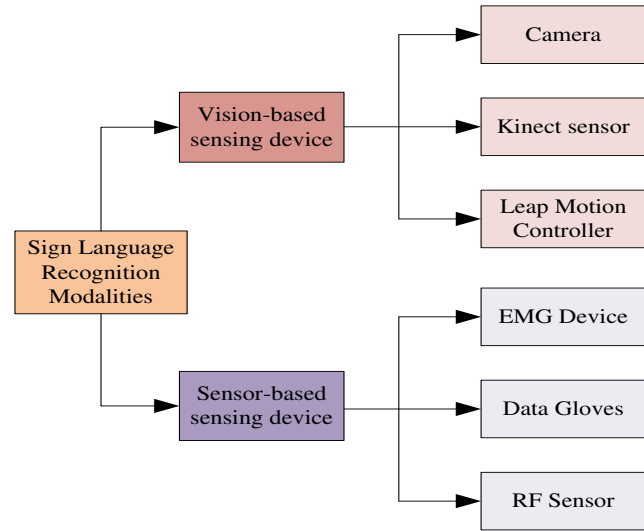 Sign Language
Recognition
Modalities
Vision-based
sensing device
Camera
Kinect sensor
Leap Motion
Controller
Sensor-based
sensing device
EMG Device
Data Gloves
RF Sensor